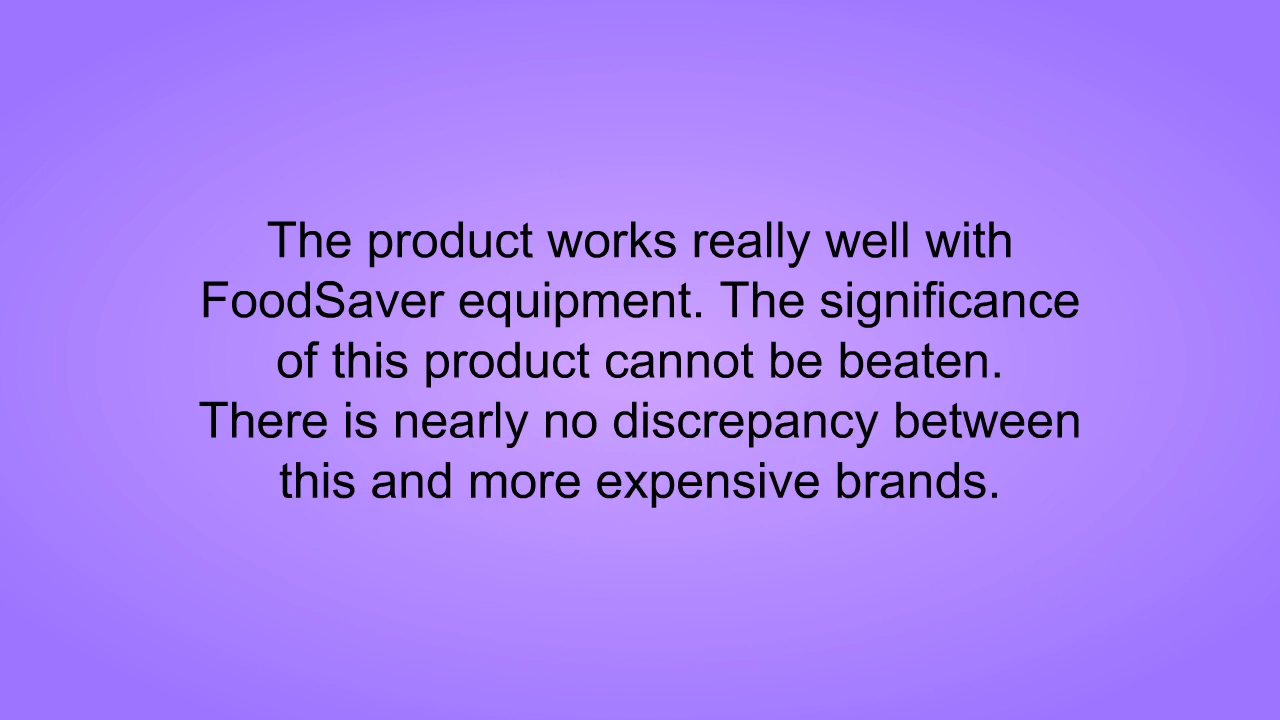 The product works really well with
FoodSaver equipment. The significance
of this product cannot be beaten.
There is nearly no discrepancy between
this and more expensive brands.